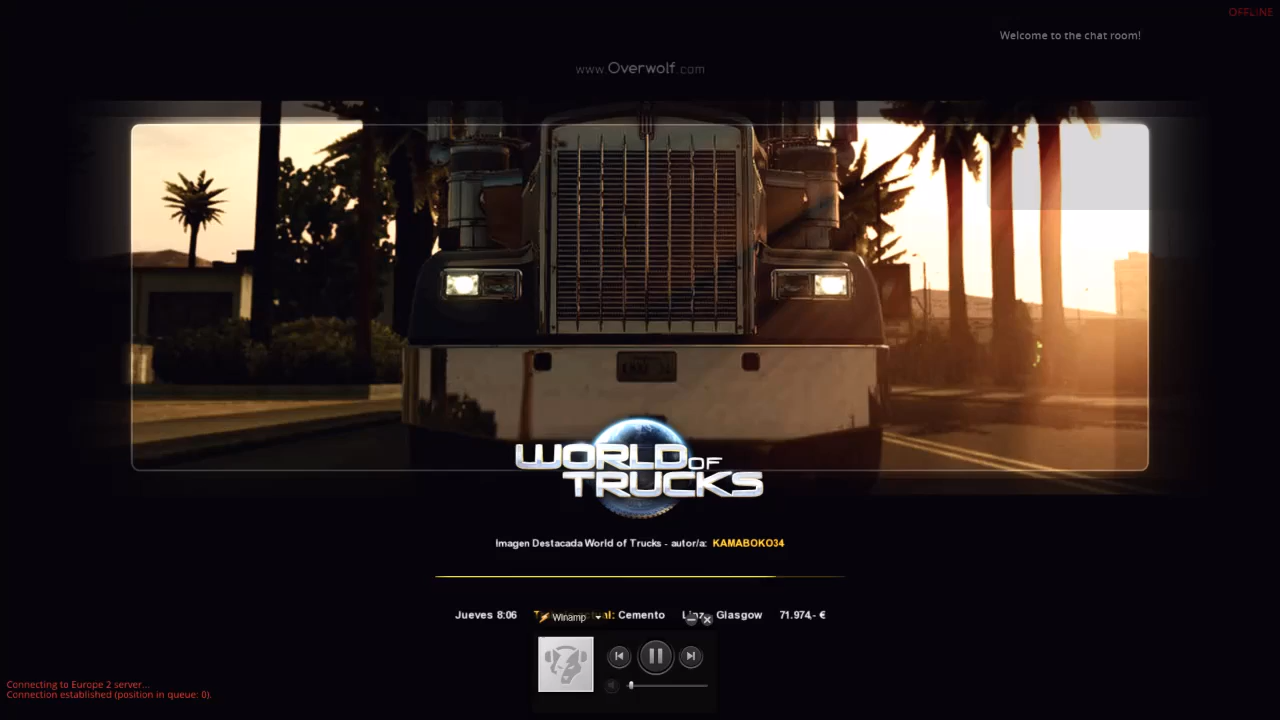 OFFLINE
Welcome to the chat room!
www.Overwolf.com
WORLD OF
TRUCKS
Imagen Destacada World of Trucks - autor/a: KAMABOKO34
Jueves 8:06 Cemento Glasgow 71.974,- €
Winamp
Connecting to Europe 2 server...
Connection established (position in queue: 0).